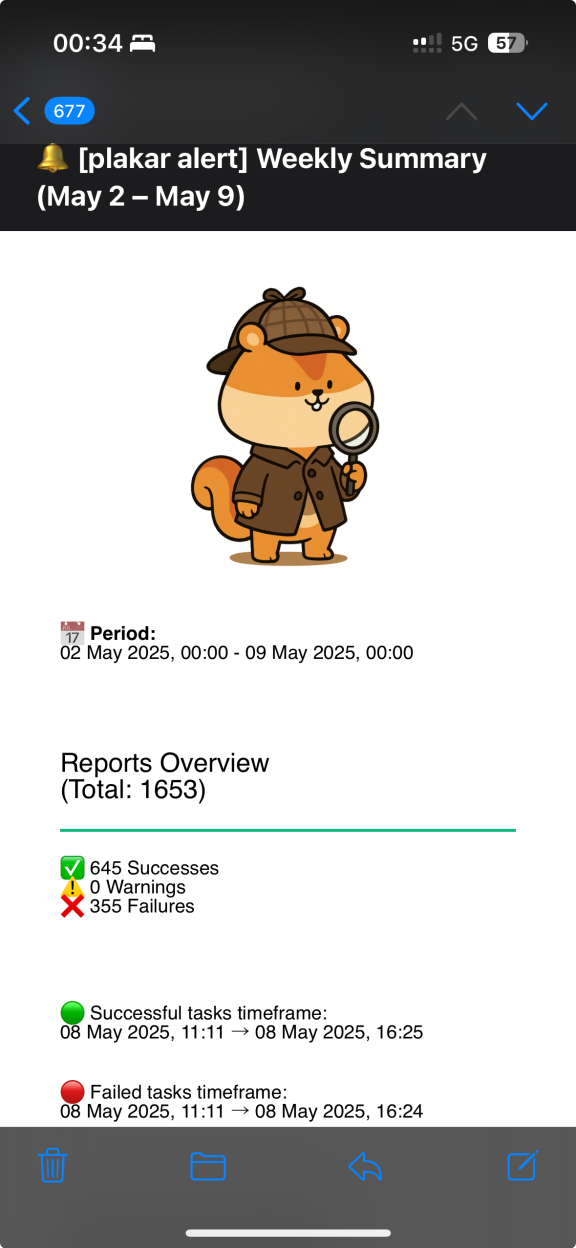 00:34
5G
57
677
🔔 [plakar alert] Weekly Summary
(May 2 – May 9)
17
Period:
02 May 2025, 00:00 - 09 May 2025, 00:00
Reports Overview
(Total: 1653)
✅ 645 Successes
⚠️ 0 Warnings
❌ 355 Failures
🟢 Successful tasks timeframe:
08 May 2025, 11:11 → 08 May 2025, 16:25
🔴 Failed tasks timeframe:
08 May 2025, 11:11 → 08 May 2025, 16:24